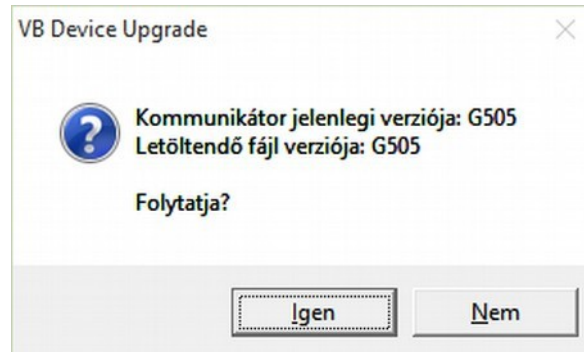 VB Device Upgrade
Kommunikátor jelenlegi verziója: G505
Letöltendő fájl verziója: G505
Folytatja?
Igen
Nem